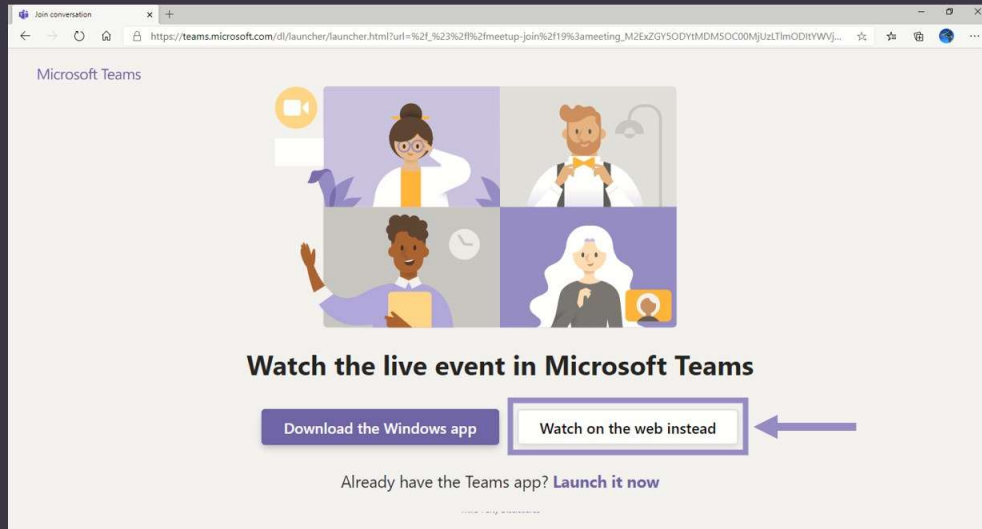 Join conversation
https://teams.microsoft.com/dl/launcher/launcher.html?url=%2f_%23%2fl%2fmeetup-join%2f19%3ameeting_M2ExZGY5ODYtMDM5OC00MjUzLTlmODItYWVj...
Microsoft Teams
Watch the live event in Microsoft Teams
Download the Windows app
Watch on the web instead
Already have the Teams app? Launch it now